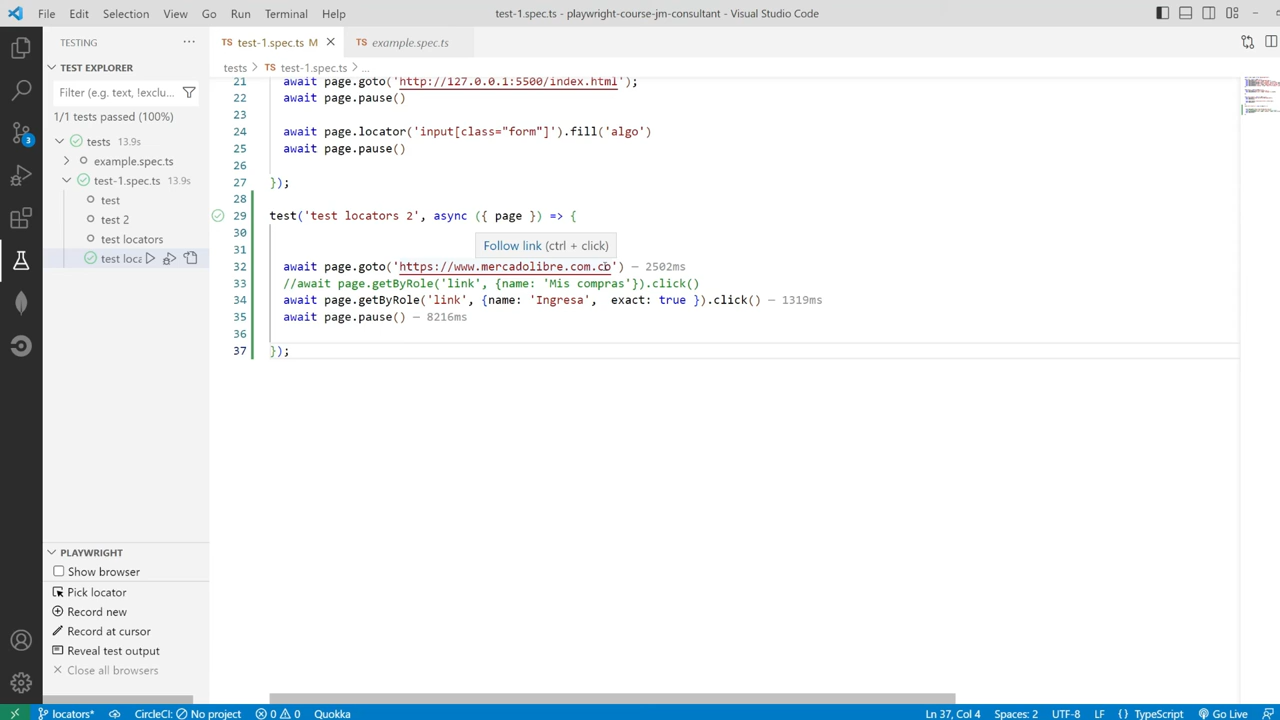 File Edit Selection View Go Run Terminal Help test-1.spec.ts - playwright-course-jm-consultant - Visual Studio Code
TESTING ···
TS test-1.spec.ts M
TS example.spec.ts
tests > TS test-1.spec.ts > ...
TEST EXPLORER
Filter (e.g. text, !exclu...
1/1 tests passed (100%)
tests 13.9s
example.spec.ts
test-1.spec.ts 13.9s
test
test 2
test locators
test loca
3
21 await page.goto('http://127.0.0.1:5500/index.html');
22 await page.pause()
23
24 await page.locator('input[class="form"]').fill('algo')
25 await page.pause()
26
27 });
28
29 test('test locators 2', async ({ page }) => {
30
Follow link (ctrl + click)
31
32 await page.goto('https://www.mercadolibre.com.co') — 2502ms
33 //await page.getByRole('link', {name: 'Mis compras'}).click()
34 await page.getByRole('link', {name: 'Ingresa', exact: true }).click() — 1319ms
35 await page.pause() — 8216ms
36
37 });
PLAYWRIGHT
Show browser
Pick locator
Record new
Record at cursor
Reveal test output
Close all browsers
locators* CircleCI: No project 0 0 Quokka Ln 37, Col 4 Spaces: 2 UTF-8 LF { } TypeScript Go Live